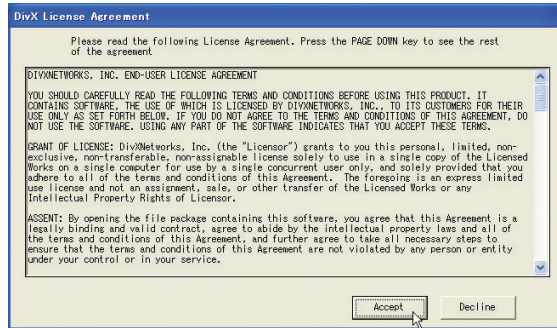 DivX License Agreement
Please read the following License Agreement. Press the PAGE DOWN key to see the rest
of the agreement
DIVXNETWORKS, INC. END-USER LICENSE AGREEMENT
YOU SHOULD CAREFULLY READ THE FOLLOWING TERMS AND CONDITIONS BEFORE USING THIS PRODUCT. IT
CONTAINS SOFTWARE, THE USE OF WHICH IS LICENSED BY DIVXNETWORKS, INC., TO ITS CUSTOMERS FOR THEIR
USE ONLY AS SET FORTH BELOW. IF YOU DO NOT AGREE TO THE TERMS AND CONDITIONS OF THIS AGREEMENT, DO
NOT USE THE SOFTWARE. USING ANY PART OF THE SOFTWARE INDICATES THAT YOU ACCEPT THESE TERMS.
GRANT OF LICENSE: DivXNetworks, Inc. (the "Licensor") grants to you this personal, limited, non-
exclusive, non-transferable, non-assignable license solely to use in a single copy of the Licensed
Works on a single computer for use by a single concurrent user only, and solely provided that you
adhere to all of the terms and conditions of this Agreement. The foregoing is an express limited
use license and not an assignment, sale, or other transfer of the Licensed Works or any
Intellectual Property Rights of Licensor.
ASSENT: By opening the file package containing this software, you agree that this Agreement is a
legally binding and valid contract, agree to abide by the intellectual property laws and all of
the terms and conditions of this Agreement, and further agree to take all necessary steps to
ensure that the terms and conditions of this Agreement are not violated by any person or entity
under your control or in your service.
Accept Decline